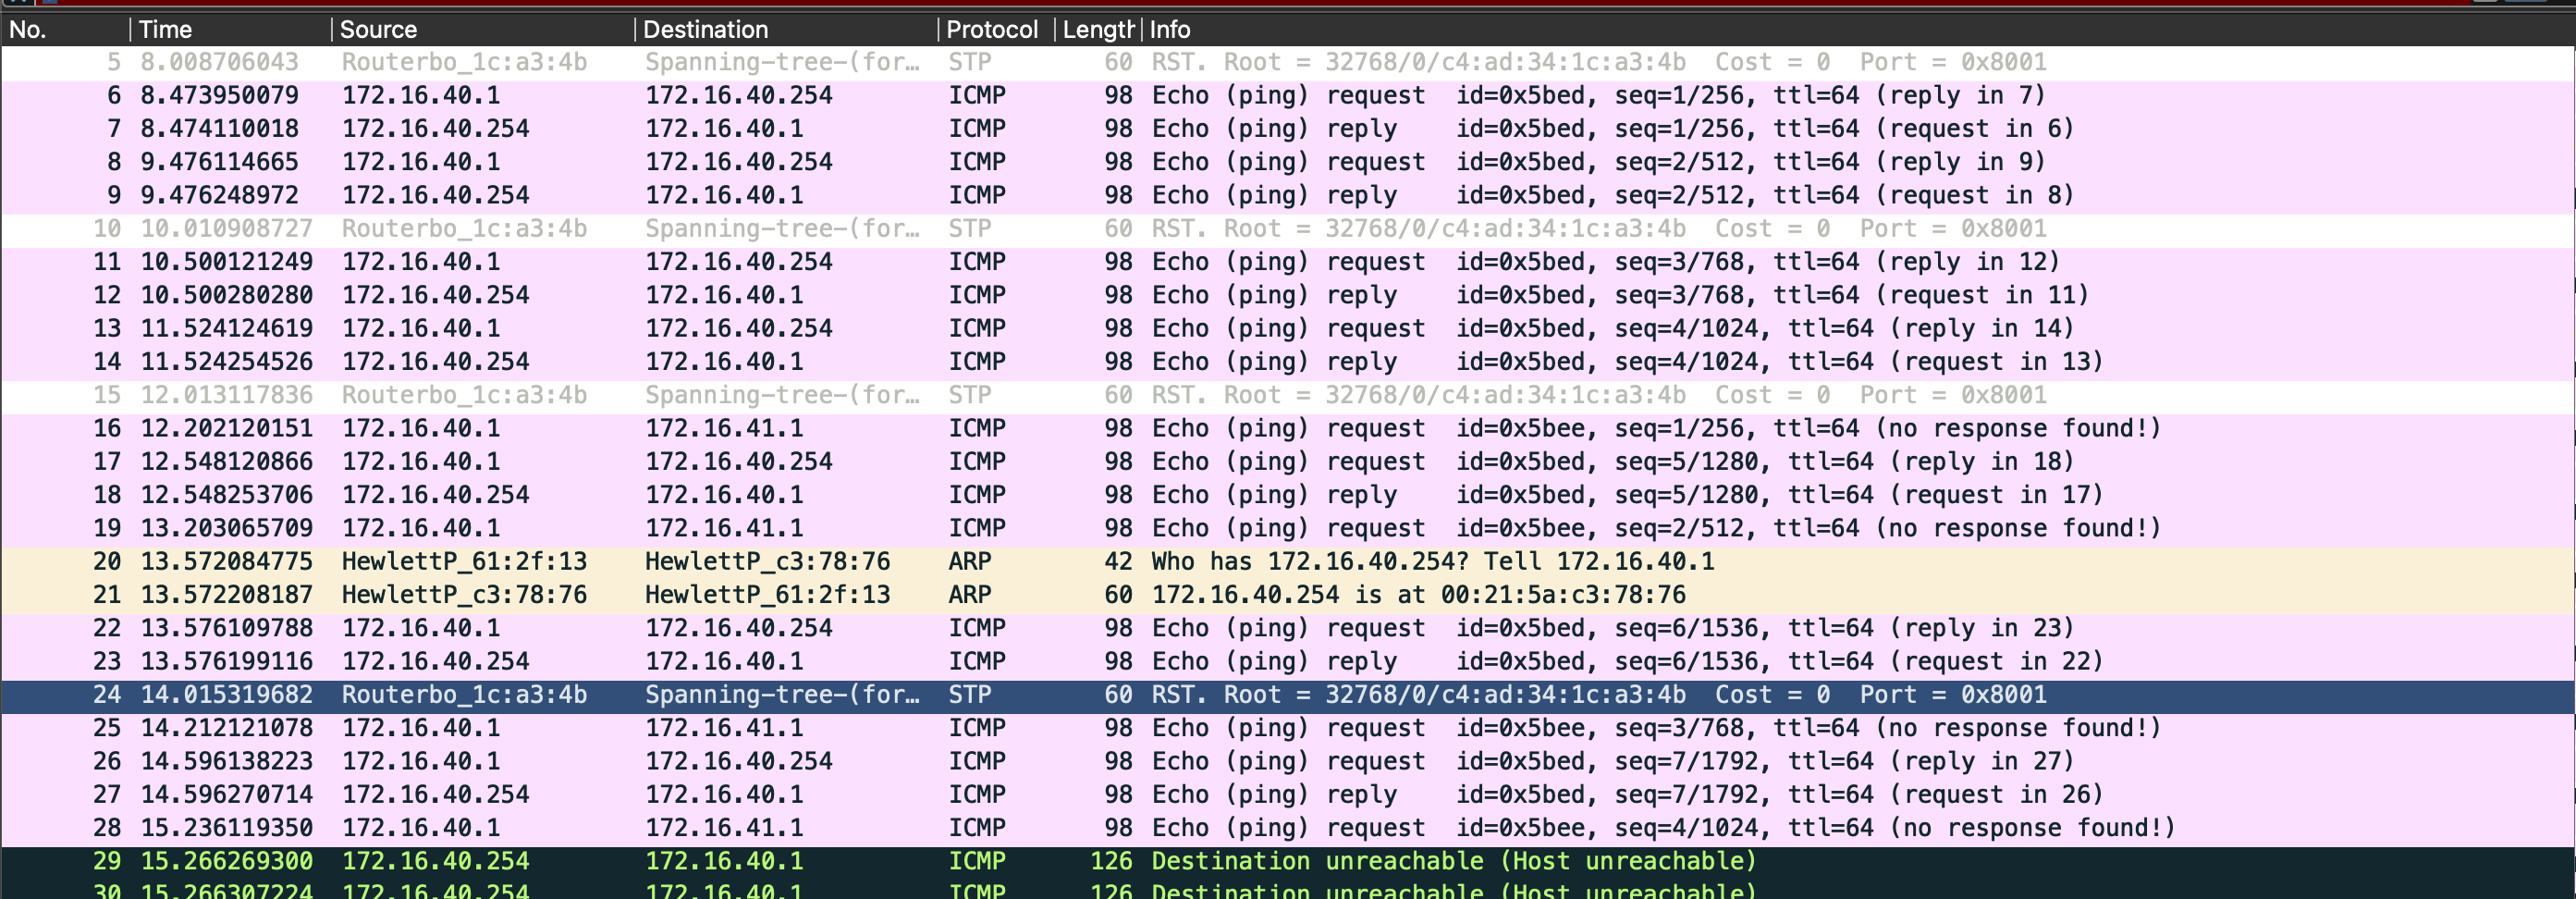 No. Time Source Destination Protocol Length Info
5 8.008706043 Routerbo_1c:a3:4b Spanning-tree-(for… STP 60 RST. Root = 32768/0/c4:ad:34:1c:a3:4b Cost = 0 Port = 0x8001
6 8.473950079 172.16.40.1 172.16.40.254 ICMP 98 Echo (ping) request id=0x5bed, seq=1/256, ttl=64 (reply in 7)
7 8.474110018 172.16.40.254 172.16.40.1 ICMP 98 Echo (ping) reply id=0x5bed, seq=1/256, ttl=64 (request in 6)
8 9.476114665 172.16.40.1 172.16.40.254 ICMP 98 Echo (ping) request id=0x5bed, seq=2/512, ttl=64 (reply in 9)
9 9.476248972 172.16.40.254 172.16.40.1 ICMP 98 Echo (ping) reply id=0x5bed, seq=2/512, ttl=64 (request in 8)
10 10.010908727 Routerbo_1c:a3:4b Spanning-tree-(for… STP 60 RST. Root = 32768/0/c4:ad:34:1c:a3:4b Cost = 0 Port = 0x8001
11 10.500121249 172.16.40.1 172.16.40.254 ICMP 98 Echo (ping) request id=0x5bed, seq=3/768, ttl=64 (reply in 12)
12 10.500280280 172.16.40.254 172.16.40.1 ICMP 98 Echo (ping) reply id=0x5bed, seq=3/768, ttl=64 (request in 11)
13 11.524124619 172.16.40.1 172.16.40.254 ICMP 98 Echo (ping) request id=0x5bed, seq=4/1024, ttl=64 (reply in 14)
14 11.524254526 172.16.40.254 172.16.40.1 ICMP 98 Echo (ping) reply id=0x5bed, seq=4/1024, ttl=64 (request in 13)
15 12.013117836 Routerbo_1c:a3:4b Spanning-tree-(for… STP 60 RST. Root = 32768/0/c4:ad:34:1c:a3:4b Cost = 0 Port = 0x8001
16 12.202120151 172.16.40.1 172.16.41.1 ICMP 98 Echo (ping) request id=0x5bee, seq=1/256, ttl=64 (no response found!)
17 12.548120866 172.16.40.1 172.16.40.254 ICMP 98 Echo (ping) request id=0x5bed, seq=5/1280, ttl=64 (reply in 18)
18 12.548253706 172.16.40.254 172.16.40.1 ICMP 98 Echo (ping) reply id=0x5bed, seq=5/1280, ttl=64 (request in 17)
19 13.203065709 172.16.40.1 172.16.41.1 ICMP 98 Echo (ping) request id=0x5bee, seq=2/512, ttl=64 (no response found!)
20 13.572084775 HewlettP_61:2f:13 HewlettP_c3:78:76 ARP 42 Who has 172.16.40.254? Tell 172.16.40.1
21 13.572208187 HewlettP_c3:78:76 HewlettP_61:2f:13 ARP 60 172.16.40.254 is at 00:21:5a:c3:78:76
22 13.576109788 172.16.40.1 172.16.40.254 ICMP 98 Echo (ping) request id=0x5bed, seq=6/1536, ttl=64 (reply in 23)
23 13.576199116 172.16.40.254 172.16.40.1 ICMP 98 Echo (ping) reply id=0x5bed, seq=6/1536, ttl=64 (request in 22)
24 14.015319682 Routerbo_1c:a3:4b Spanning-tree-(for… STP 60 RST. Root = 32768/0/c4:ad:34:1c:a3:4b Cost = 0 Port = 0x8001
25 14.212121078 172.16.40.1 172.16.41.1 ICMP 98 Echo (ping) request id=0x5bee, seq=3/768, ttl=64 (no response found!)
26 14.596138223 172.16.40.1 172.16.40.254 ICMP 98 Echo (ping) request id=0x5bed, seq=7/1792, ttl=64 (reply in 27)
27 14.596270714 172.16.40.254 172.16.40.1 ICMP 98 Echo (ping) reply id=0x5bed, seq=7/1792, ttl=64 (request in 26)
28 15.236119350 172.16.40.1 172.16.41.1 ICMP 98 Echo (ping) request id=0x5bee, seq=4/1024, ttl=64 (no response found!)
29 15.266269300 172.16.40.254 172.16.40.1 ICMP 126 Destination unreachable (Host unreachable)
30 15.266307224 172.16.40.254 172.16.40.1 ICMP 126 Destination unreachable (Host unreachable)